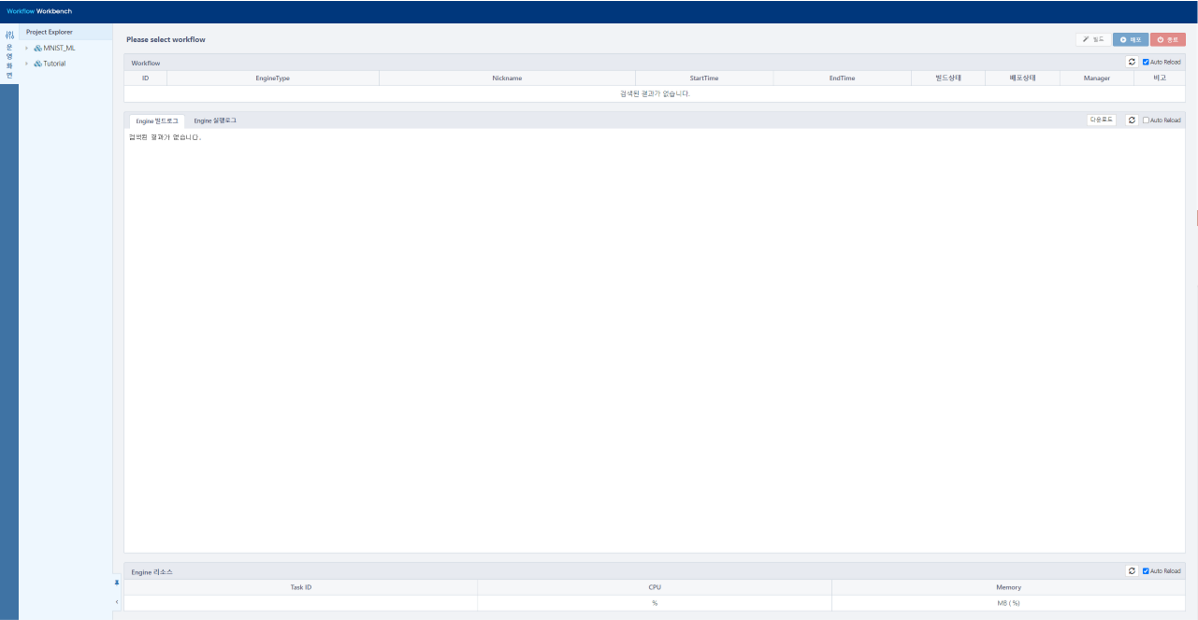 Workflow Workbench
Project Explorer
운영화면
MNIST_ML
Tutorial
Please select workflow
빌드
배포
종료
Workflow
Auto Reload
ID EngineType Nickname StartTime EndTime 빌드상태 배포상태 Manager 비고
검색된 결과가 없습니다.
Engine 빌드로그 Engine 실행로그
다운로드 Auto Reload
검색된 결과가 없습니다.
Engine 리소스
Auto Reload
Task ID CPU Memory
% MB ( %)